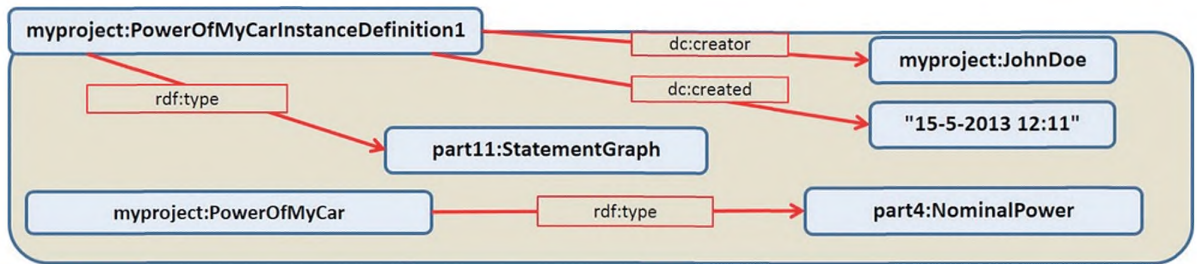 myproject:PowerOfMyCarInstanceDefinition1
dc:creator
myproject:JohnDoe
dc:created
rdf:type
"15-5-2013 12:11"
part11:StatementGraph
myproject:PowerOfMyCar
rdf:type
part4:NominalPower